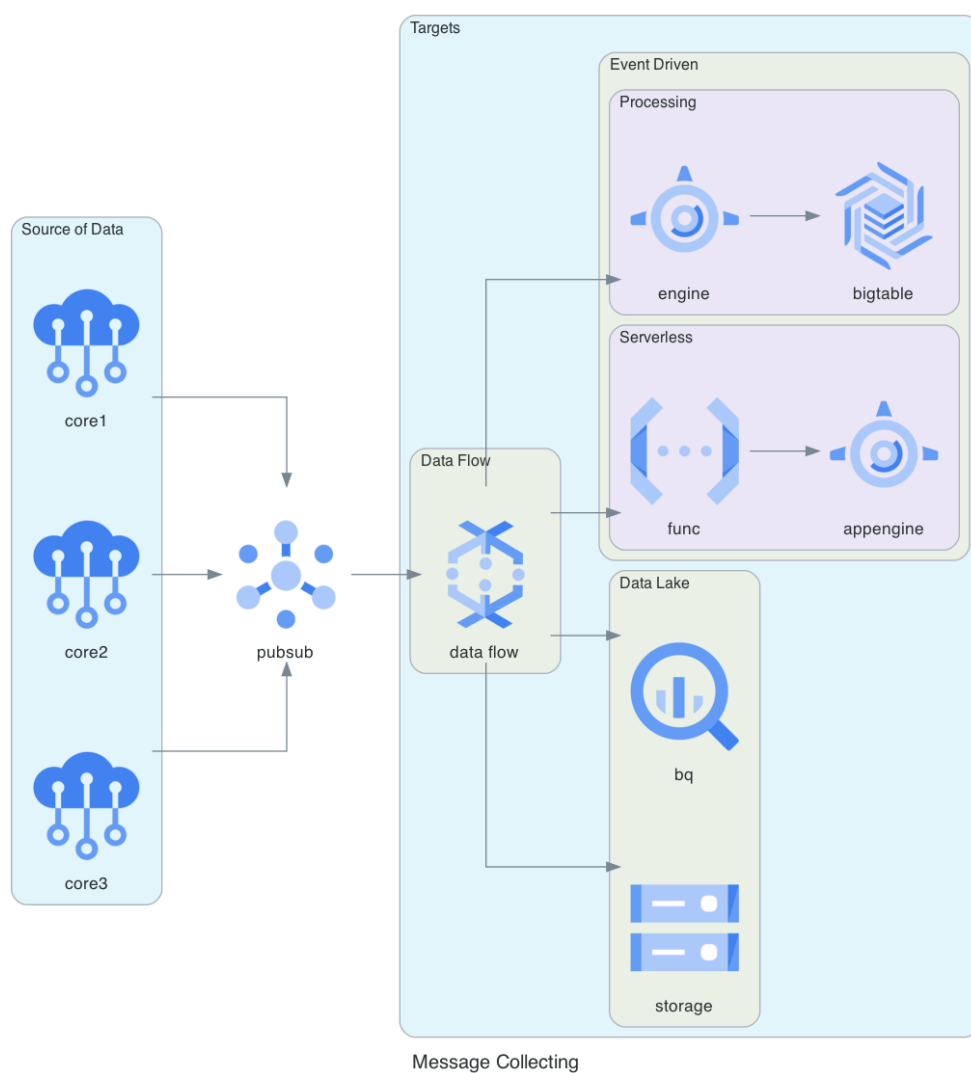 Targets
Event Driven
Processing
engine
bigtable
Serverless
func
appengine
Source of Data
core1
core2
core3
pubsub
Data Flow
data flow
Data Lake
bq
storage
Message Collecting